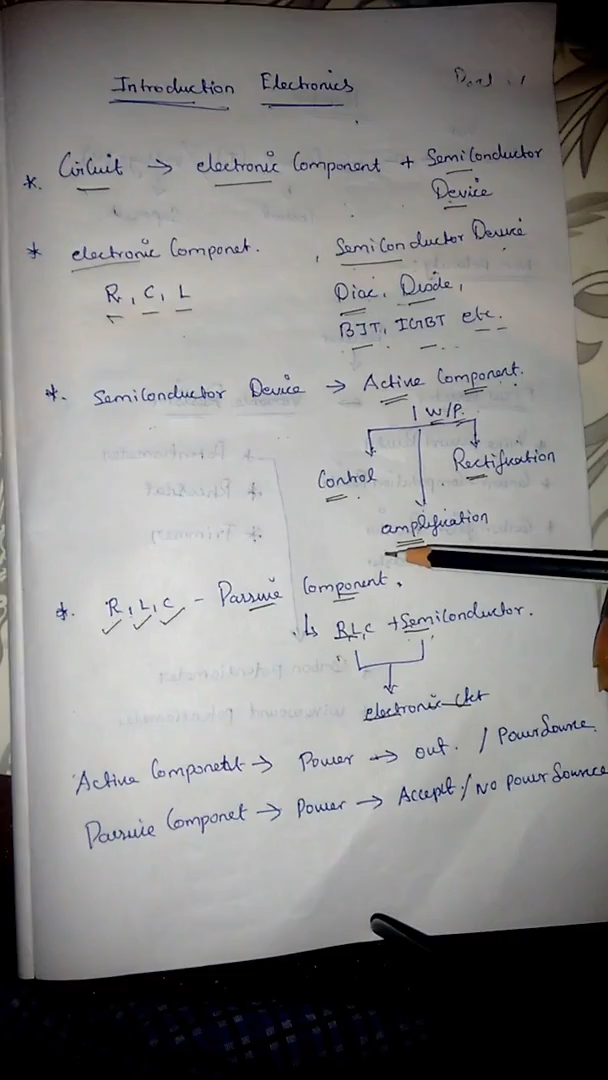 Introduction Electronics
* Circuit → electronic Component + Semiconductor
Device
* electronic Componet. , Semiconductor Device
R, C, L
Diac, Diode,
BJT, IGBT etc.
*. Semiconductor Device → Active Component.
W/P.
Control
Rectification
amplification
*. R, L, C - Passive Component.
↳ RLC + Semiconductor.
electronic ckt
Active Component → Power → out. / Power Source.
Passive Componet → Power → Accept / No power Source